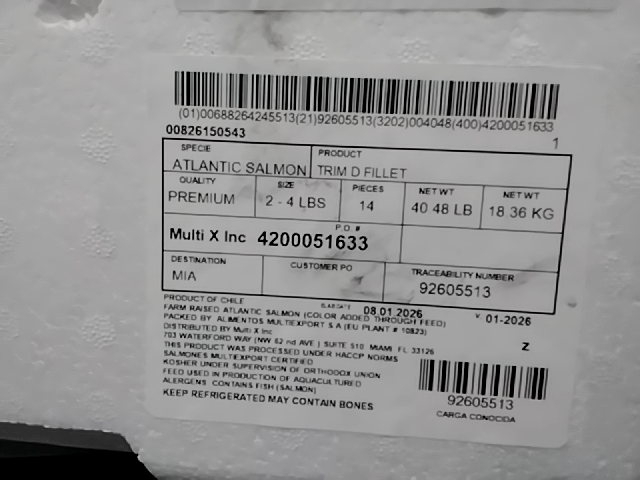 (01)00688264245513(21)92605513(3202)004048(400)4200051633
00826150543 1
SPECIE PRODUCT
ATLANTIC SALMON TRIM D FILLET
QUALITY SIZE PIECES NET WT NET WT
PREMIUM 2 - 4 LBS 14 40.48 LB 18.36 KG
P.O.#
Multi X Inc 4200051633
DESTINATION CUSTOMER PO TRACEABILITY NUMBER
MIA 92605513
PRODUCT OF CHILE 08.01.2026 01-2026
FARM RAISED ATLANTIC SALMON (COLOR ADDED THROUGH FEED)
PACKED BY ALIMENTOS MULTIEXPORT S A (EU PLANT # 10823)
DISTRIBUTED BY Multi X Inc
703 WATERFORD WAY (NW 62 nd AVE ) SUITE 510 MIAMI FL 33126
THIS PRODUCT WAS PROCESSED UNDER HACCP NORMS
Z
SALMONES MULTIEXPORT CERTIFIED
KOSHER UNDER SUPERVISION OF ORTHODOX UNION
FEED USED IN PRODUCTION OF AQUACULTURED
ALERGENS CONTAINS FISH (SALMON)
KEEP REFRIGERATED MAY CONTAIN BONES
92605513
CARGA CONOCIDA